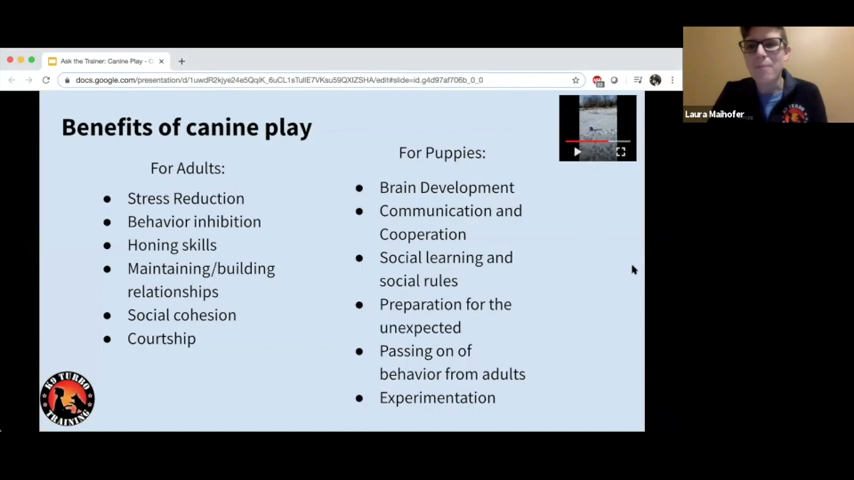 Ask the Trainer: Canine Play - C
docs.google.com/presentation/d/1uwdR2kjye24e5QqiK_6uCL1sTulIE7VKsu59QXIZSHA/edit#slide=id.g4d97af706b_0_0
Laura Maihofer
Benefits of canine play
For Adults:
• Stress Reduction
• Behavior inhibition
• Honing skills
• Maintaining/building
relationships
• Social cohesion
• Courtship
For Puppies:
• Brain Development
• Communication and
Cooperation
• Social learning and
social rules
• Preparation for the
unexpected
• Passing on of
behavior from adults
• Experimentation
K9 TURBO
TRAINING